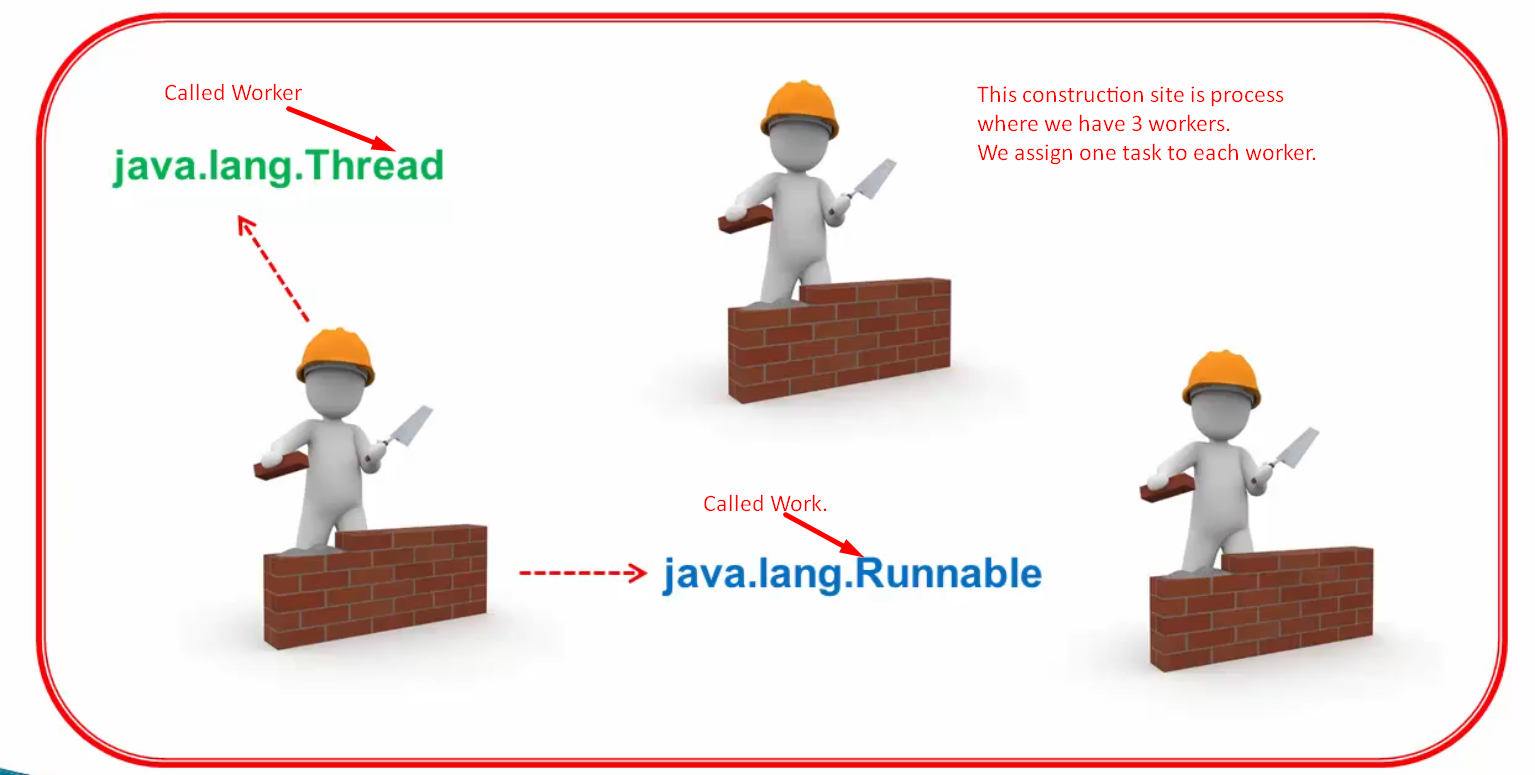 Called Worker
java.lang.Thread
This construction site is process
where we have 3 workers.
We assign one task to each worker.
Called Work.
java.lang.Runnable